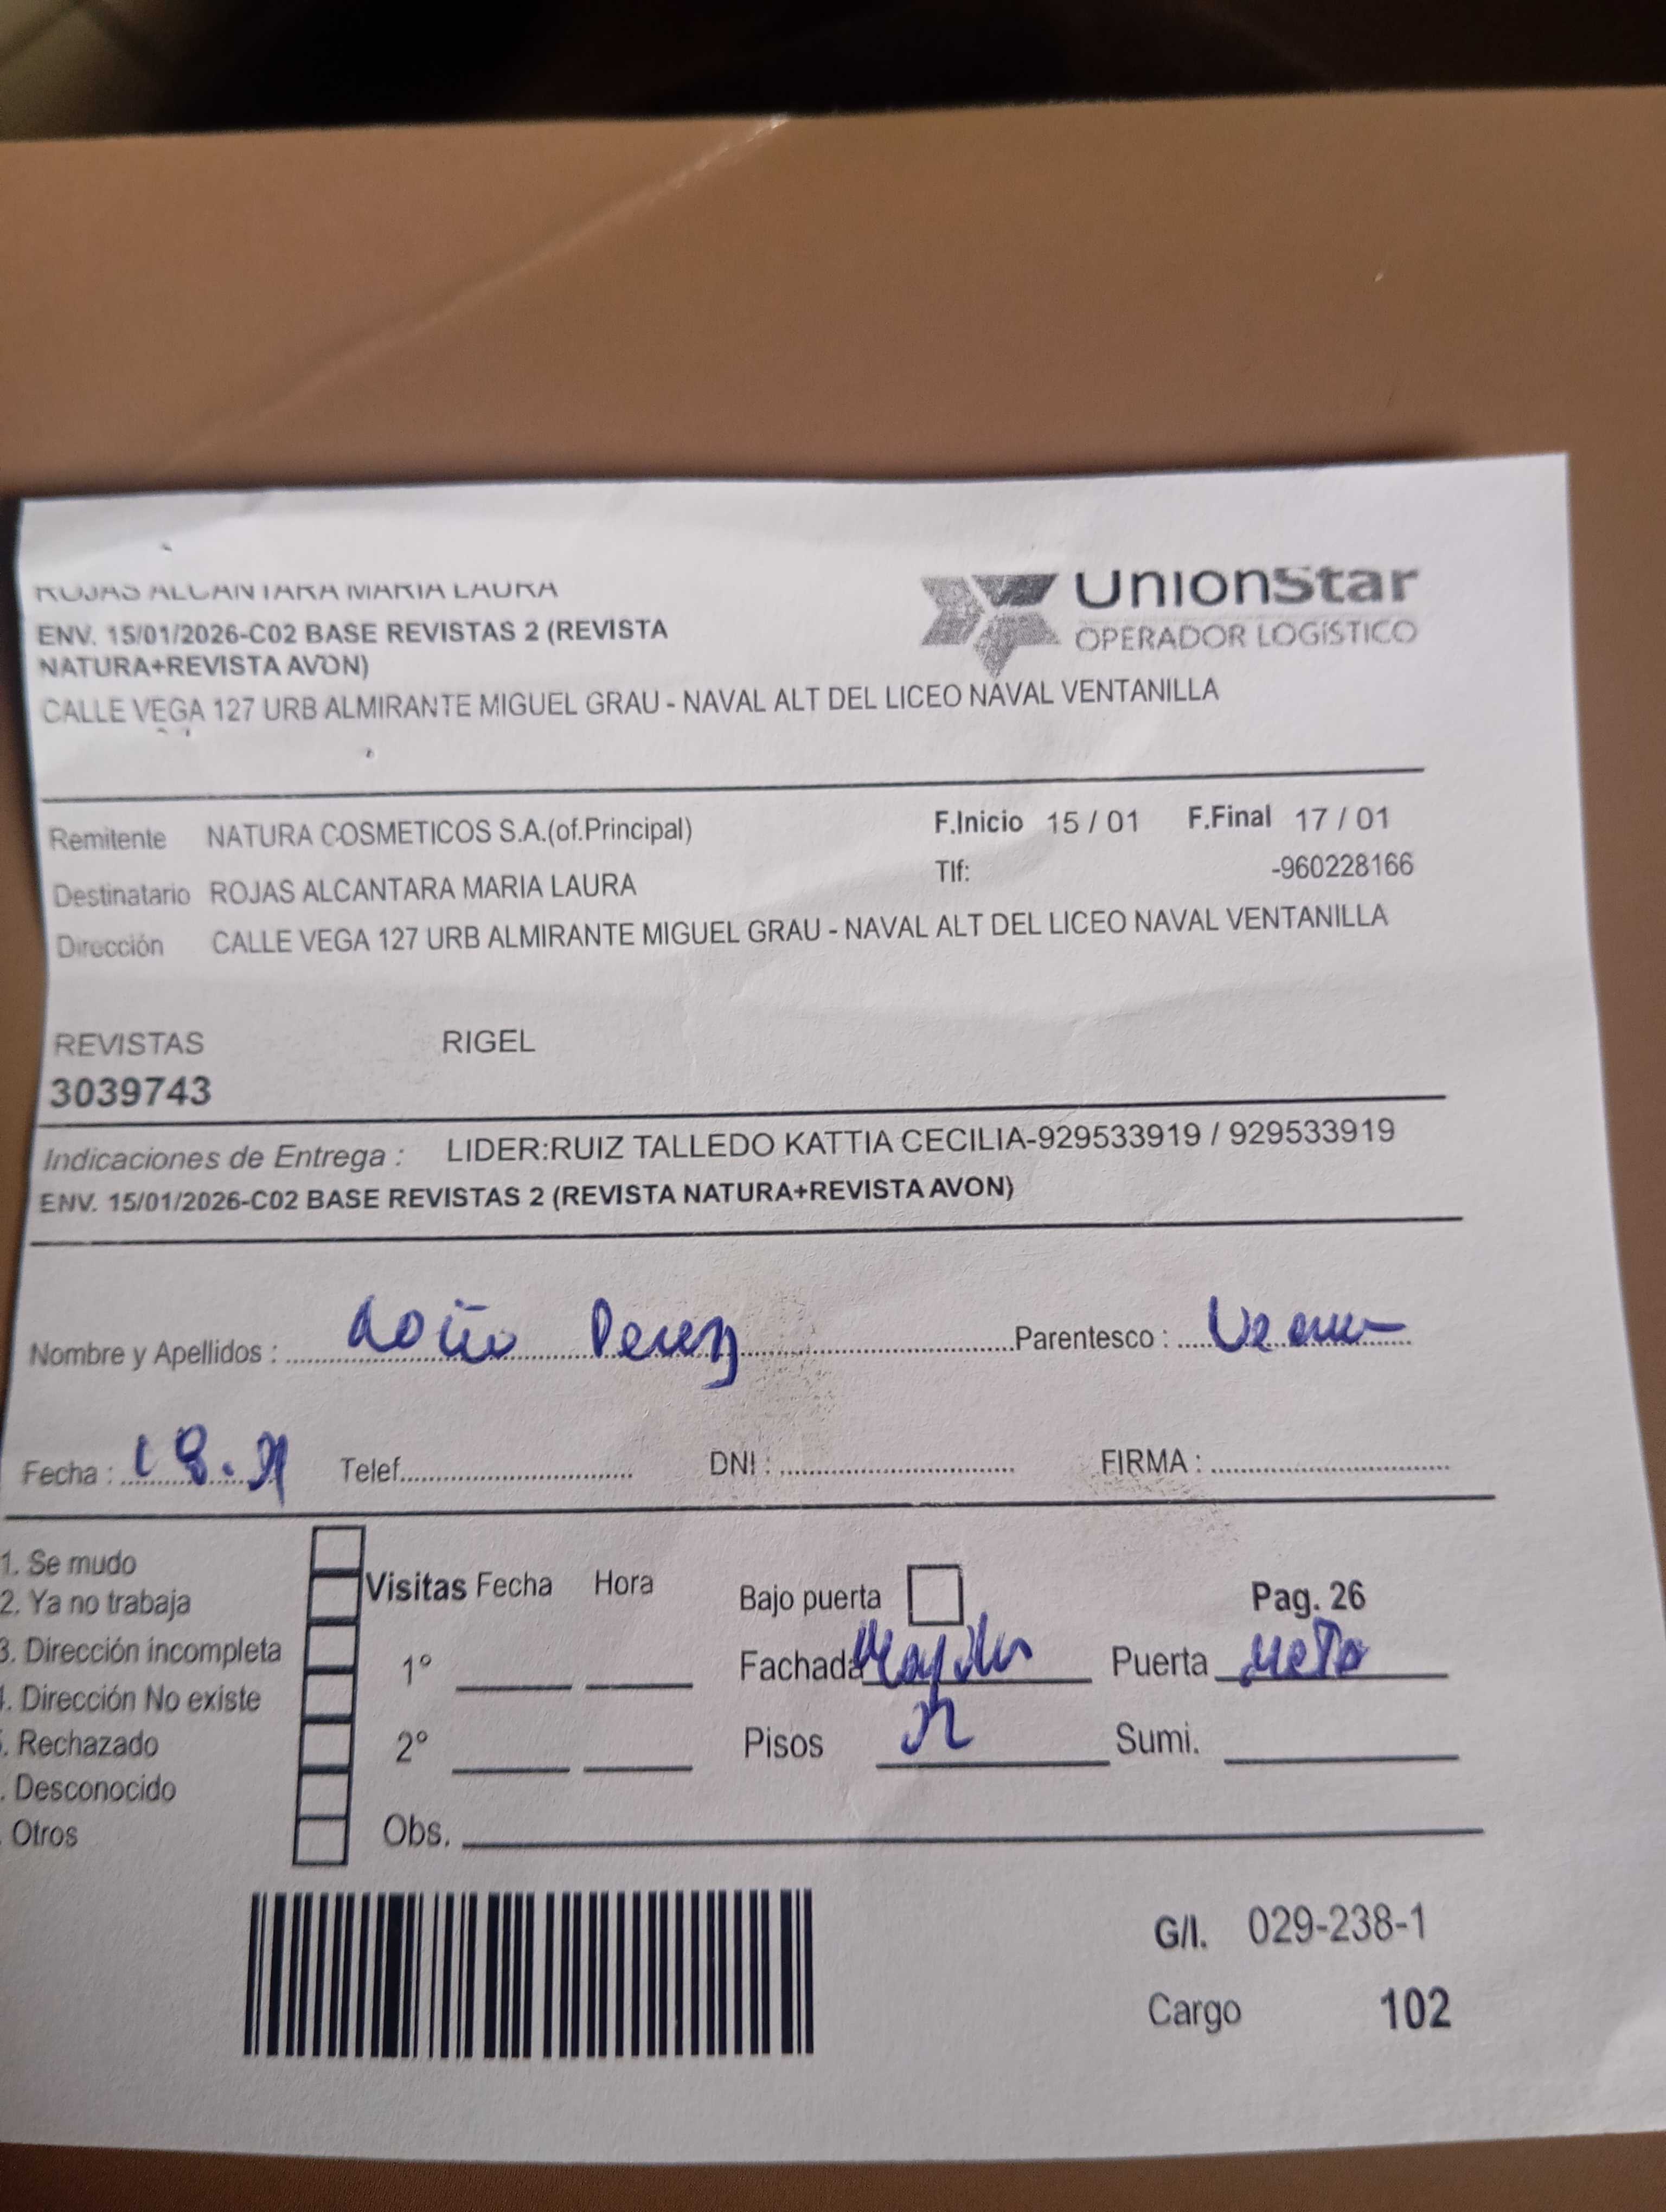 ROJAS ALCANTARA MARIA LAURA
UnionStar
OPERADOR LOGÍSTICO
ENV. 15/01/2026-C02 BASE REVISTAS 2 (REVISTA
NATURA+REVISTA AVON)
CALLE VEGA 127 URB ALMIRANTE MIGUEL GRAU - NAVAL ALT DEL LICEO NAVAL VENTANILLA
Remitente NATURA COSMETICOS S.A.(of.Principal) F.Inicio 15 / 01 F.Final 17 / 01
Destinatario ROJAS ALCANTARA MARIA LAURA Tlf: -960228166
Dirección CALLE VEGA 127 URB ALMIRANTE MIGUEL GRAU - NAVAL ALT DEL LICEO NAVAL VENTANILLA
REVISTAS RIGEL
3039743
Indicaciones de Entrega : LIDER:RUIZ TALLEDO KATTIA CECILIA-929533919 / 929533919
ENV. 15/01/2026-C02 BASE REVISTAS 2 (REVISTA NATURA+REVISTA AVON)
Nombre y Apellidos : Perez Parentesco :
Fecha : Telef. DNI : FIRMA :
1. Se mudo
2. Ya no trabaja
3. Dirección incompleta
. Dirección No existe
. Rechazado
. Desconocido
Otros
Visitas Fecha Hora Bajo puerta Pag. 26
1° Fachada Puerta
2° Pisos Sumi.
Obs.
G/I. 029-238-1
Cargo 102